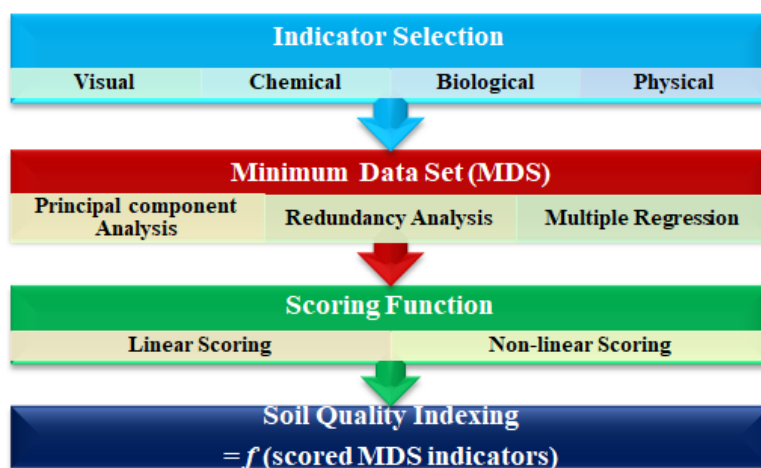 Indicator Selection
Visual Chemical Biological Physical
Minimum Data Set (MDS)
Principal component Analysis Redundancy Analysis Multiple Regression
Scoring Function
Linear Scoring Non-linear Scoring
Soil Quality Indexing
= f (scored MDS indicators)